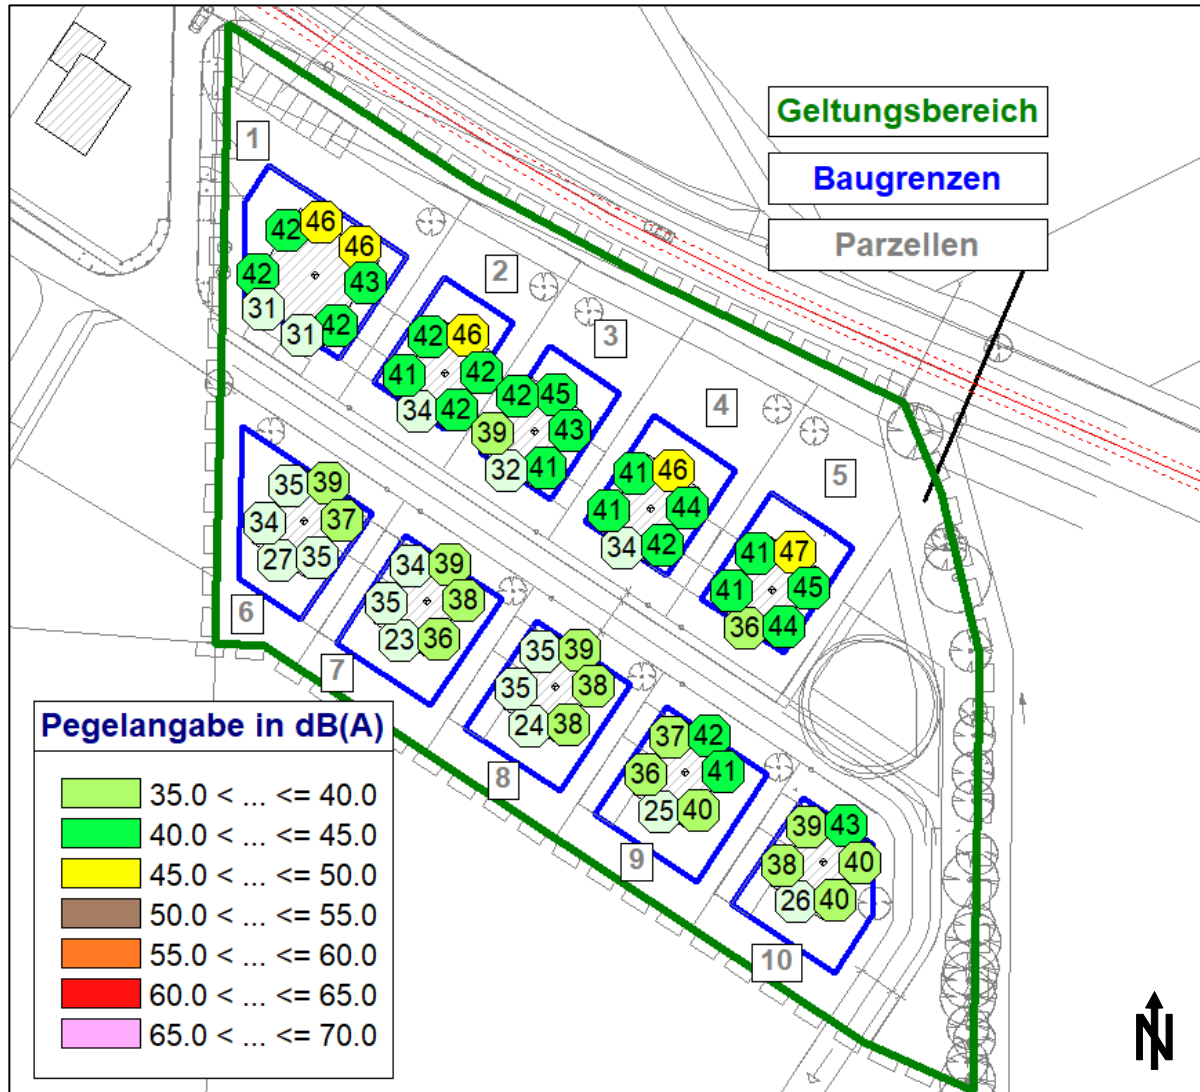 Geltungsbereich
Baugrenzen
Parzellen
1
42 46 46
42 43
31 31 42
2
42 46
41 42
34 42
3
42 45
39 43
32 41
4
41 46
41 44
34 42
5
41 47
41 45
36 44
35 39
34 37
27 35
6
34 39
35 38
23 36
7
35 39
35 38
24 38
8
37 42
36 41
25 40
9
39 43
38 40
26 40
10
Pegelangabe in dB(A)
35.0 < ... <= 40.0
40.0 < ... <= 45.0
45.0 < ... <= 50.0
50.0 < ... <= 55.0
55.0 < ... <= 60.0
60.0 < ... <= 65.0
65.0 < ... <= 70.0
N